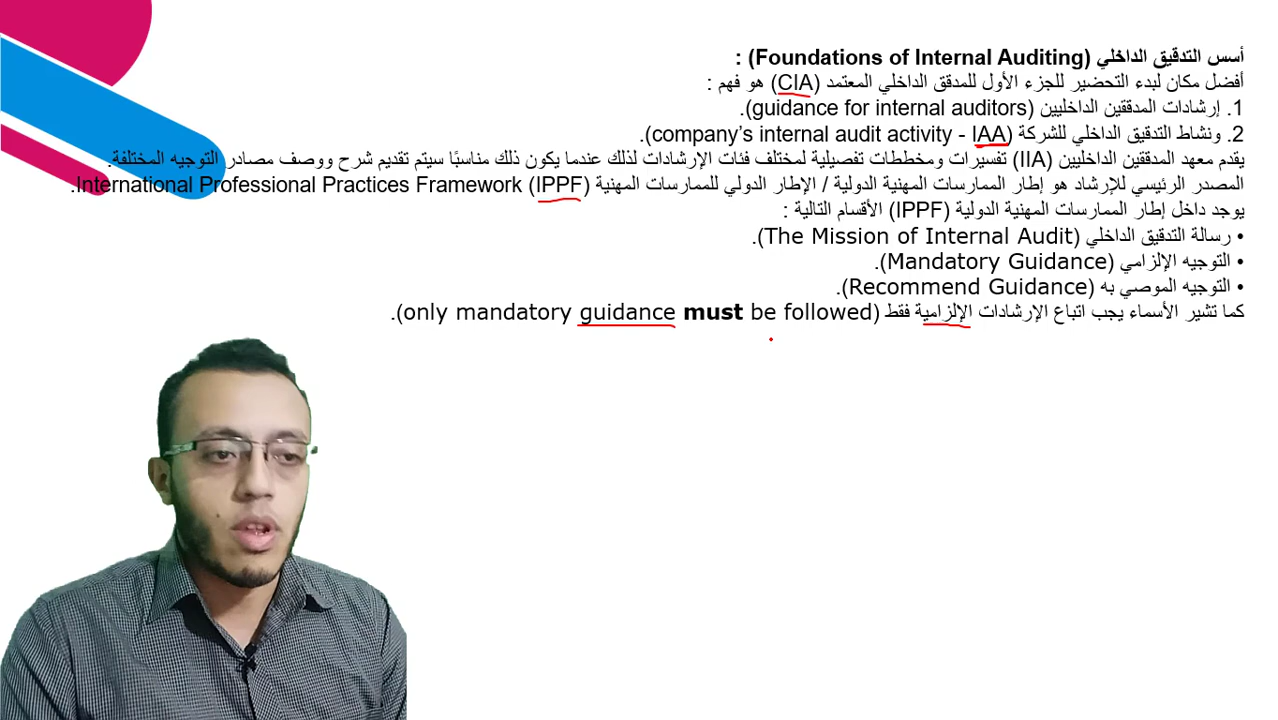 أسس التدقيق الداخلي (Foundations of Internal Auditing) :
أفضل مكان لبدء التحضير للجزء الأول للمدقق الداخلي المعتمد (CIA) هو فهم :
1. إرشادات المدققين الداخليين (guidance for internal auditors).
2. ونشاط التدقيق الداخلي للشركة (company's internal audit activity - IAA).
يقدم معهد المدققين الداخليين (IIA) تفسيرات ومخططات تفصيلية لمختلف فئات الإرشادات لذلك عندما يكون ذلك مناسبًا سيتم تقديم شرح ووصف مصادر التوجيه المختلفة.
المصدر الرئيسي للإرشاد هو إطار الممارسات المهنية الدولية / الإطار الدولي للممارسات المهنية (IPPF) International Professional Practices Framework.
يوجد داخل إطار الممارسات المهنية الدولية (IPPF) الأقسام التالية :
• رسالة التدقيق الداخلي (The Mission of Internal Audit).
• التوجيه الإلزامي (Mandatory Guidance).
• التوجيه الموصي به (Recommend Guidance).
كما تشير الأسماء يجب اتباع الإرشادات الإلزامية فقط (only mandatory guidance must be followed).